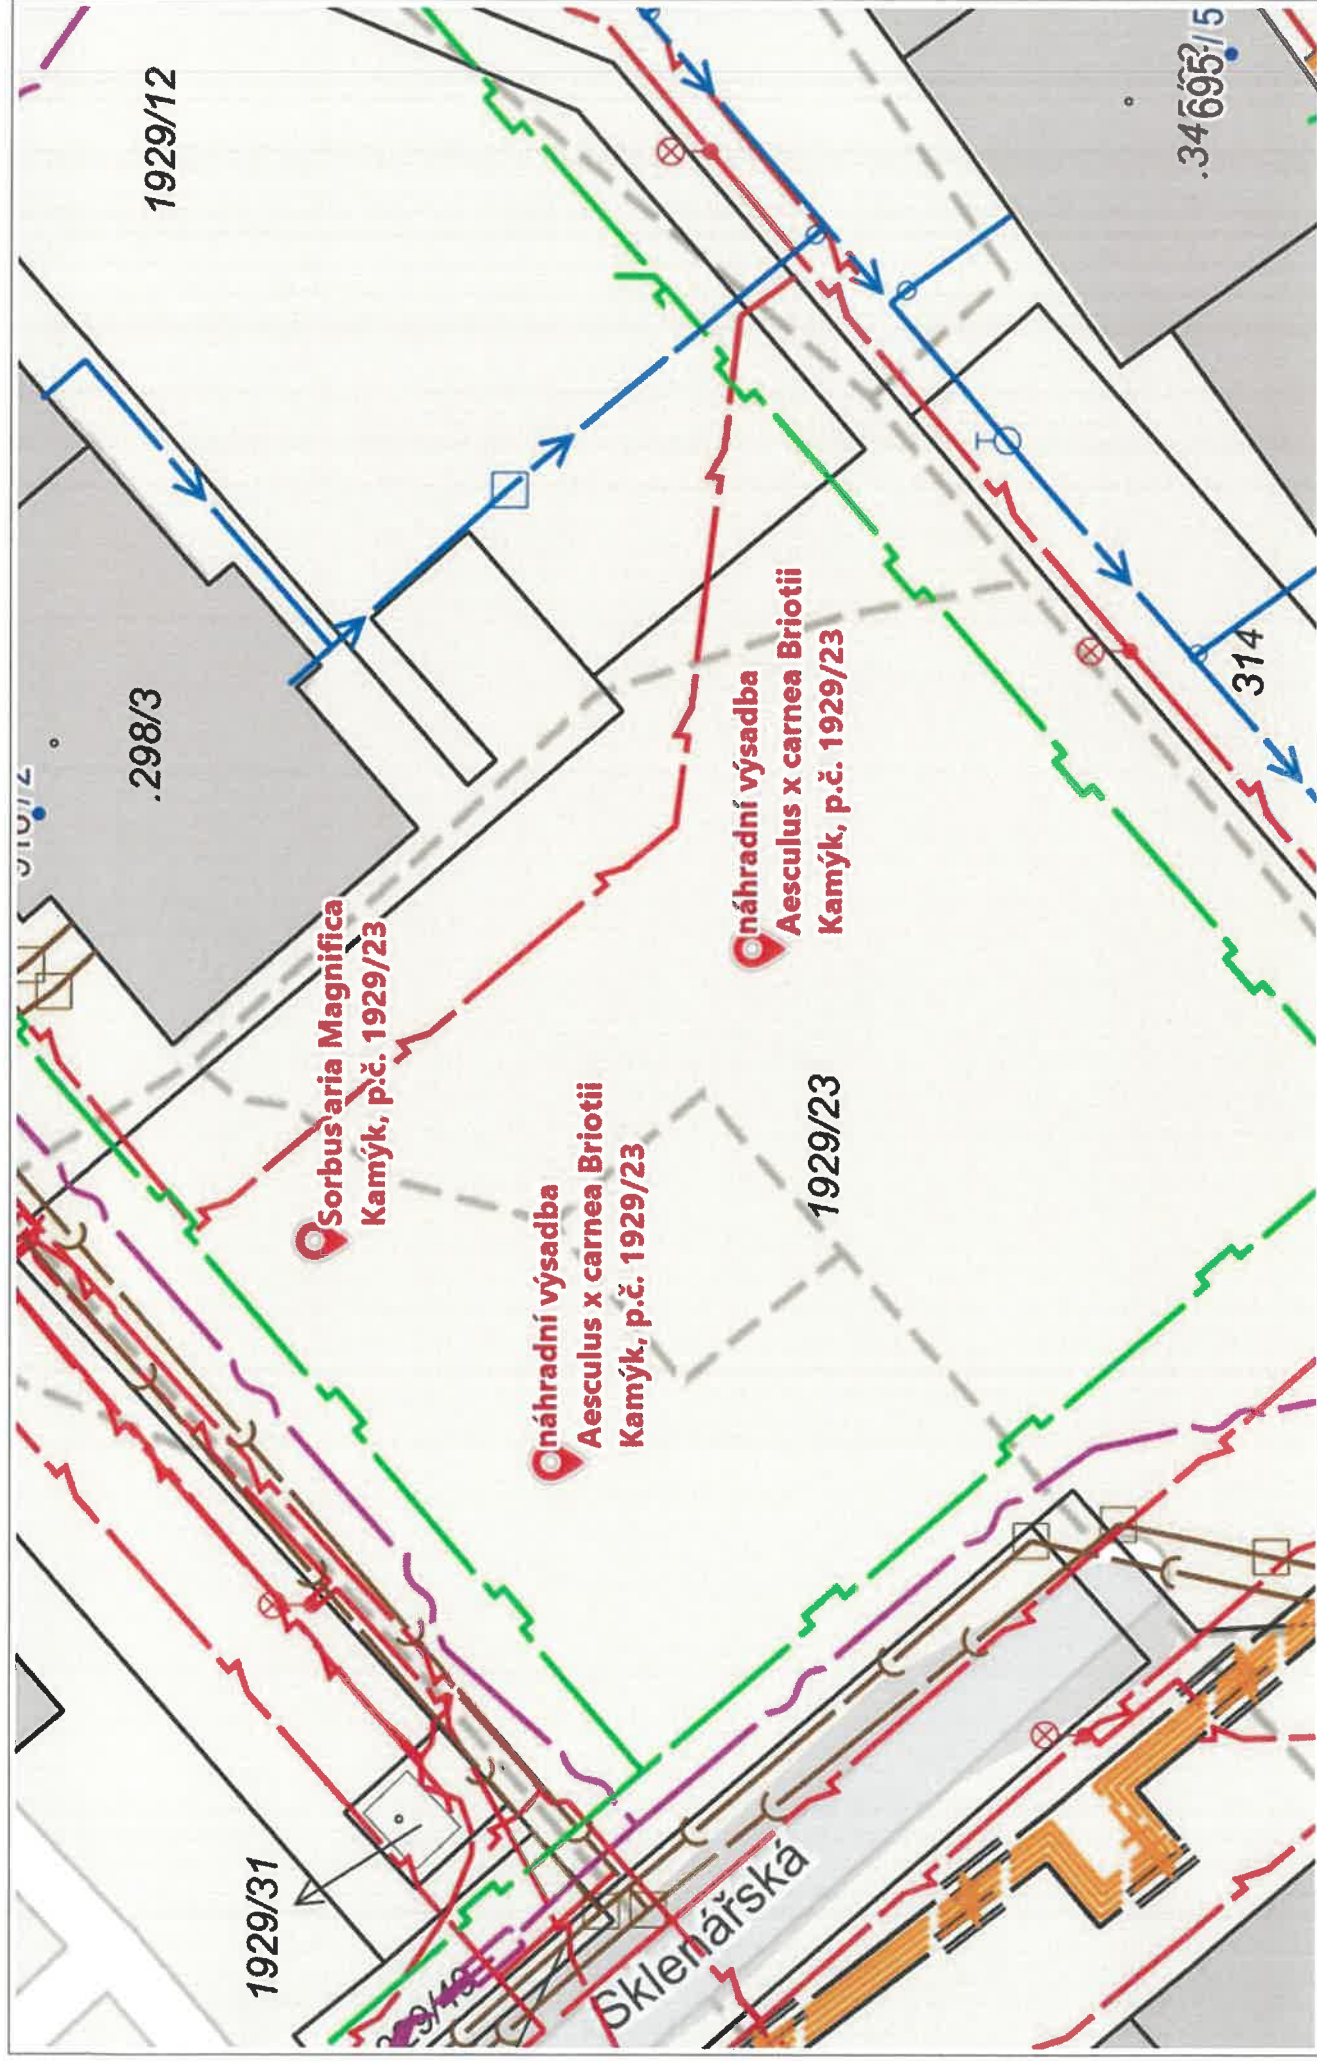 1929/12
.298/3
Sorbus aria Magnifica
Kamýk, p.č. 1929/23
náhradní výsadba
Aesculus x carnea Briotii
Kamýk, p.č. 1929/23
náhradní výsadba
Aesculus x carnea Briotii
Kamýk, p.č. 1929/23
1929/23
314
1929/31
Sklenářská
695